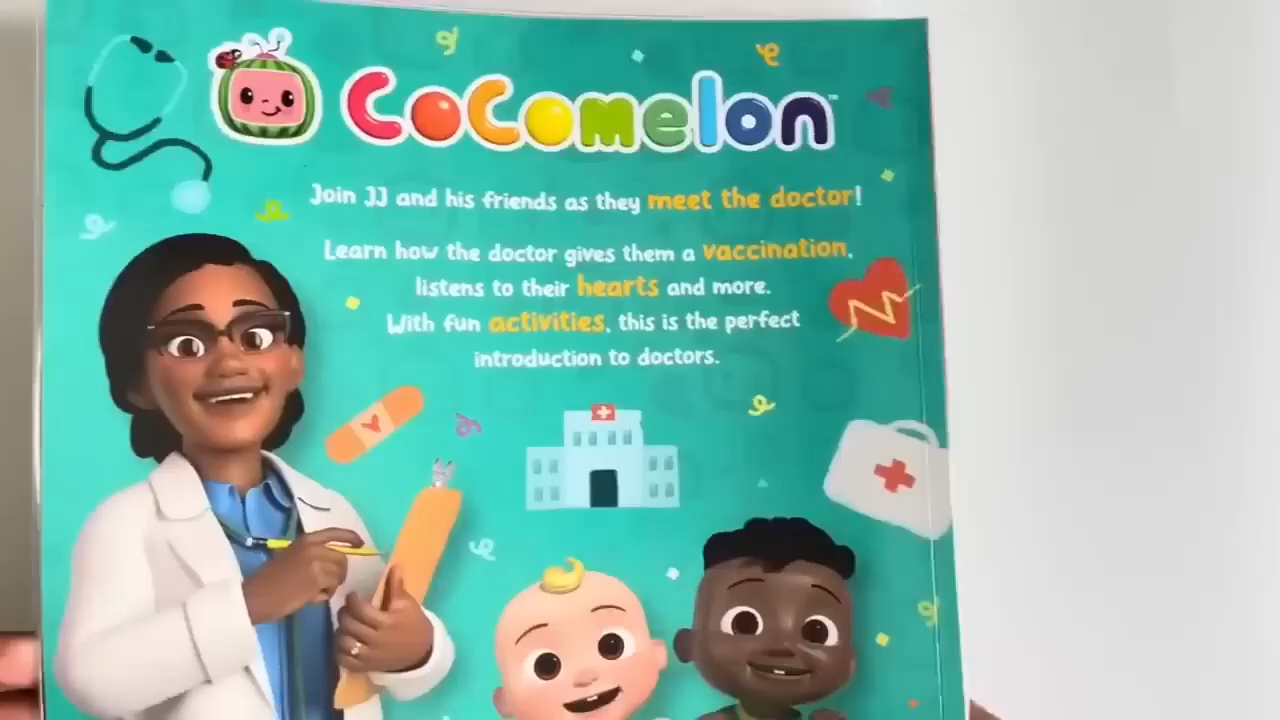 CoComelon™
Join JJ and his friends as they meet the doctor!
Learn how the doctor gives them a vaccination,
listens to their hearts and more.
With fun activities, this is the perfect
introduction to doctors.